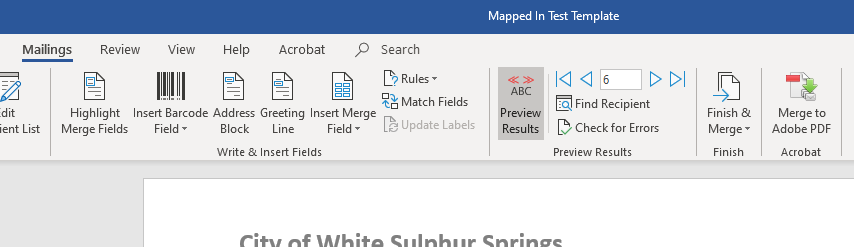 Mapped In Test Template
Mailings Review View Help Acrobat Search
Highlight Merge Fields
Insert Barcode Field
Address Block
Greeting Line
Insert Merge Field
Rules
Match Fields
Update Labels
Write & Insert Fields
ABC
Preview Results
6
Find Recipient
Check for Errors
Preview Results
Finish & Merge
Finish
Merge to Adobe PDF
Acrobat
City of White Sulphur Springs